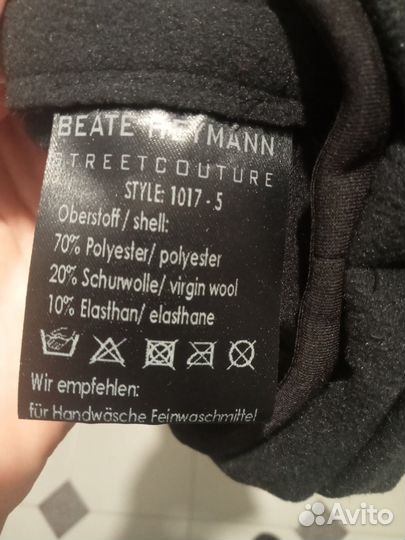 BEATE HEYMANN
STREETCOUTURE
STYLE: 1017 - 5
Oberstoff/ shell:
70% Polyester/ polyester
20% Schurwolle/ virgin wool
10% Elasthan/ elasthane
Wir empfehlen:
für Handwäsche Feinwaschmittel
Avito